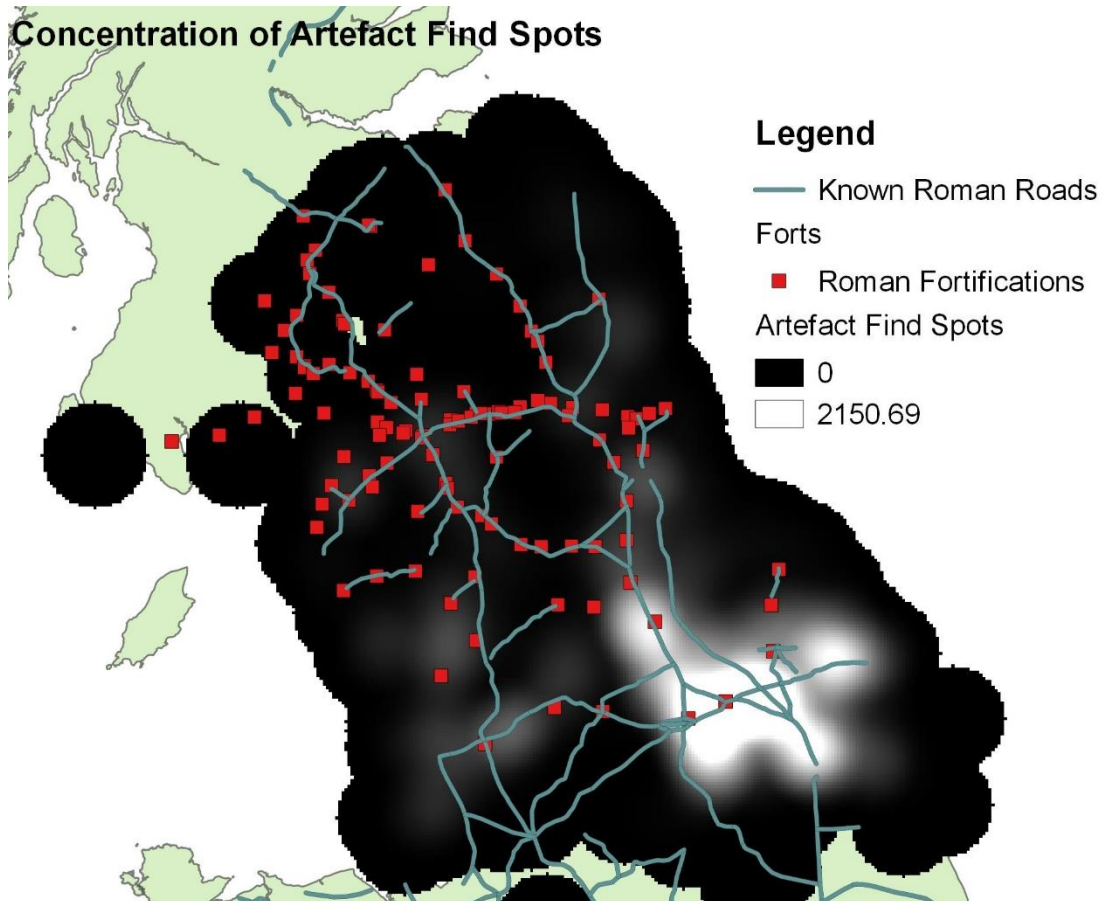 Concentration of Artefact Find Spots
Legend
Known Roman Roads
Forts
Roman Fortifications
Artefact Find Spots
0
2150.69